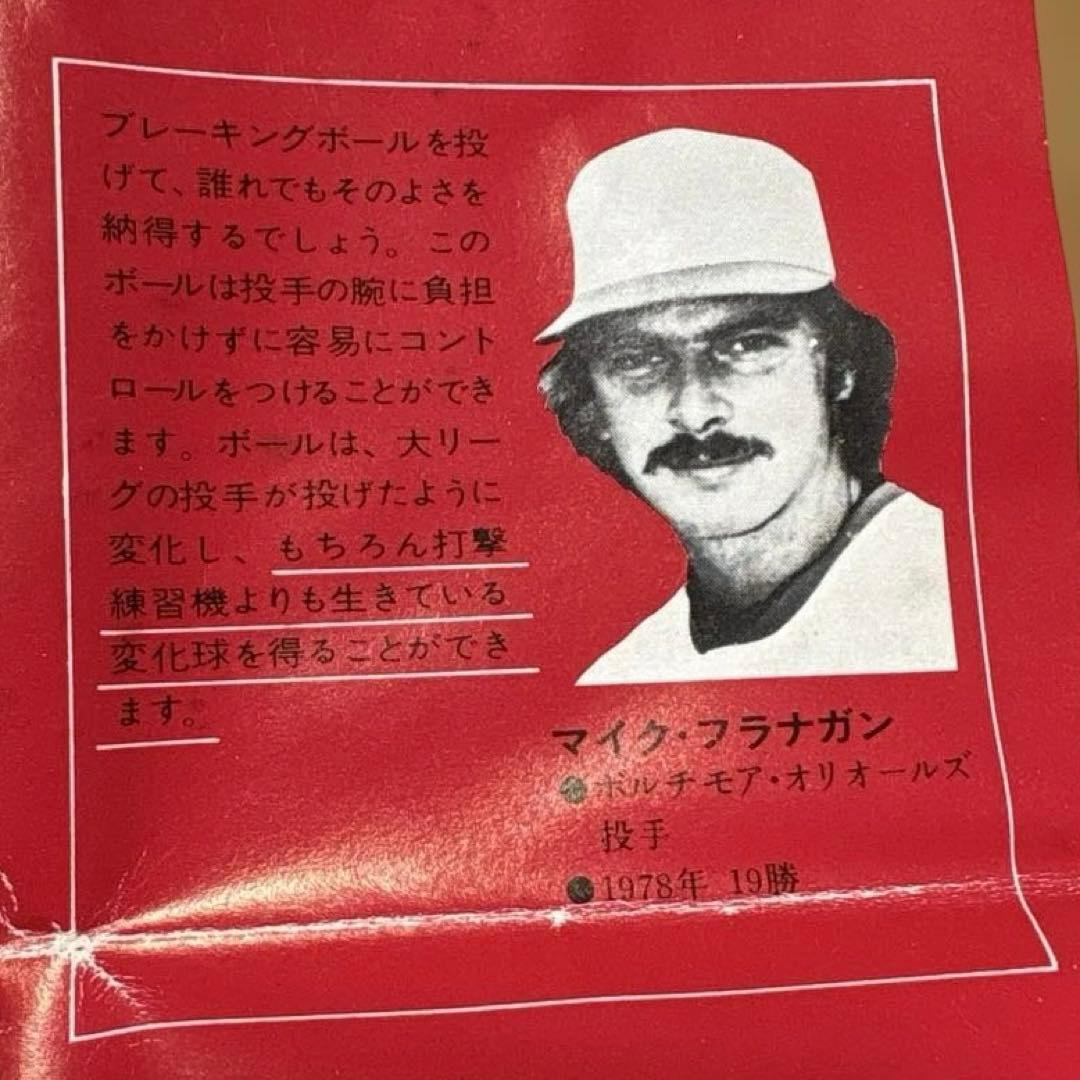 ブレーキングボールを投
げて、誰れでもそのよさを
納得するでしょう。この
ボールは投手の腕に負担
をかけずに容易にコント
ロールをつけることができ
ます。ボールは、大リー
グの投手が投げたように
変化し、もちろん打撃
練習機よりも生きている
変化球を得ることができ
ます。
マイク・フラナガン
●ボルチモア・オリオールズ
投手
●1978年 19勝